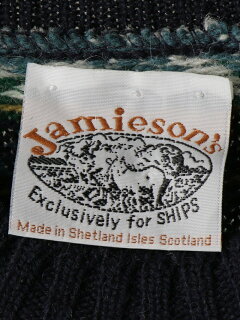 Jamieson's
Exclusively for SHIPS
Made in Shetland Isles Scotland